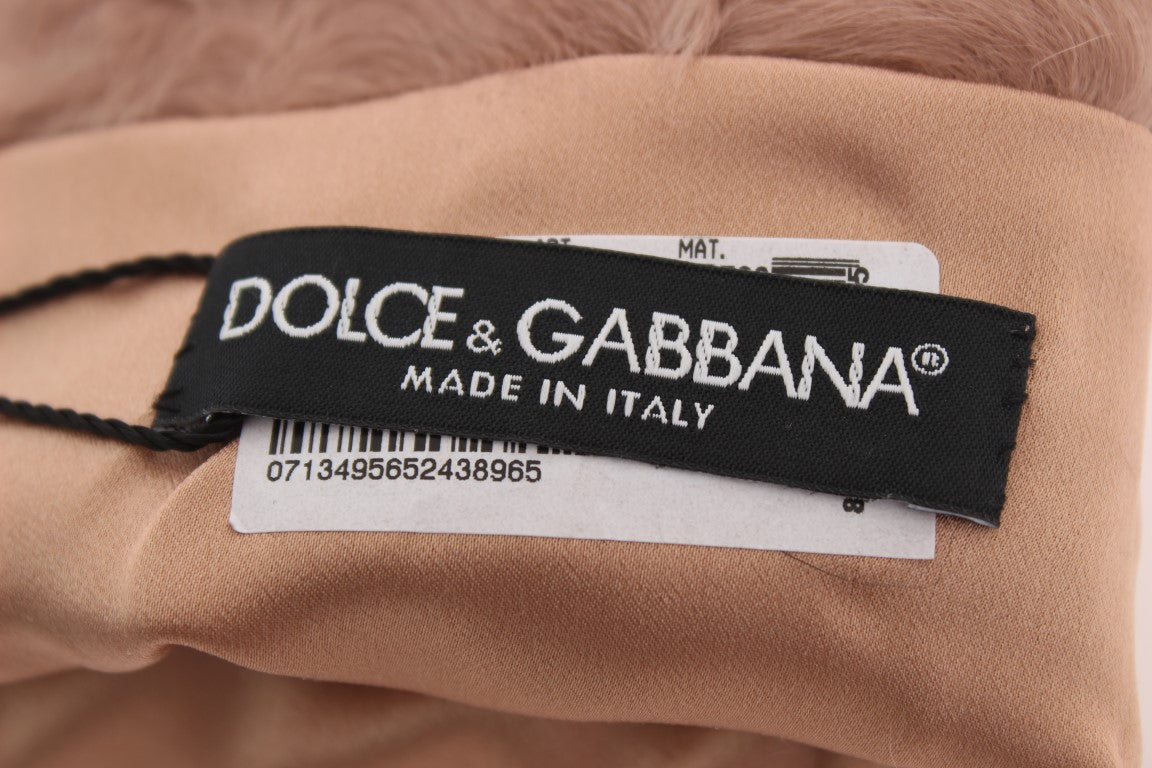 MAT.
DOLCE & GABBANA®
MADE IN ITALY
0713495652438965